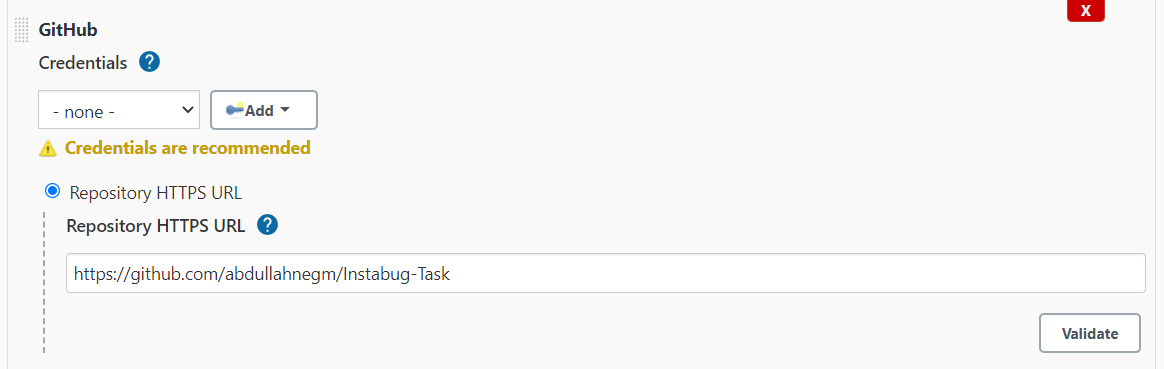 GitHub
X
Credentials ?
- none - Add
Credentials are recommended
Repository HTTPS URL
Repository HTTPS URL ?
https://github.com/abdullahnegm/Instabug-Task
Validate